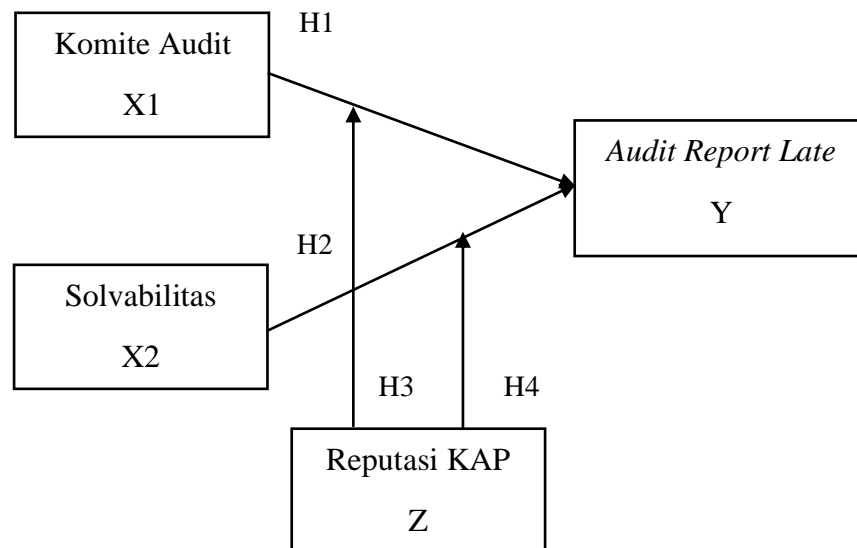 H1
Komite Audit
X1
Audit Report Late
Y
H2
Solvabilitas
X2
H3
H4
Reputasi KAP
Z